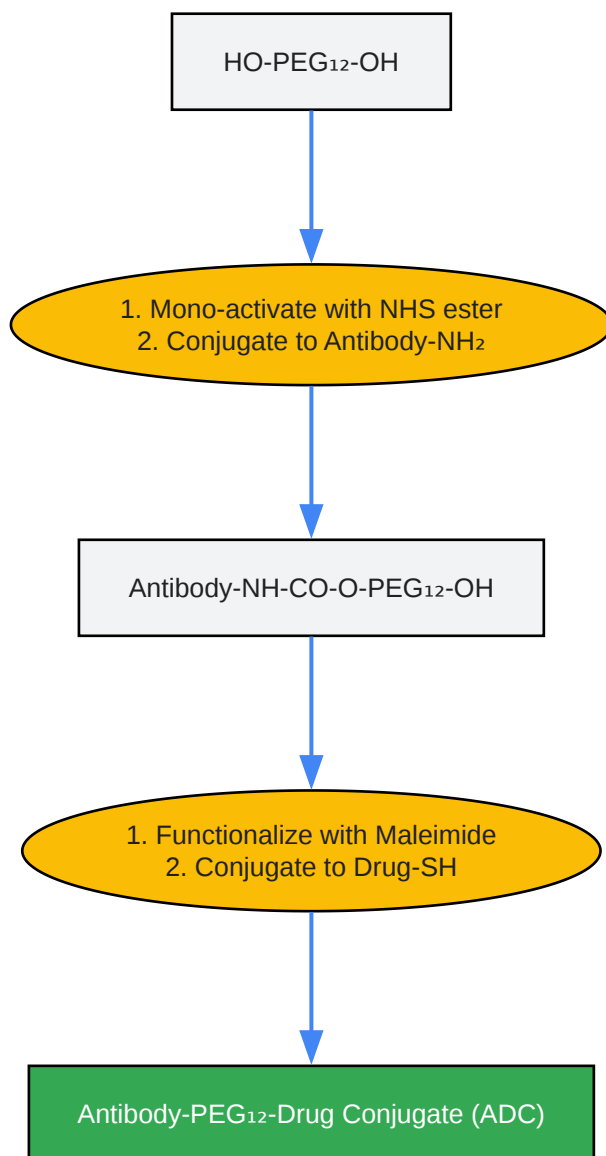 HO-PEG₁₂-OH
1. Mono-activate with NHS ester
2. Conjugate to Antibody-NH₂
Antibody-NH-CO-O-PEG₁₂-OH
1. Functionalize with Maleimide
2. Conjugate to Drug-SH
Antibody-PEG₁₂-Drug Conjugate (ADC)